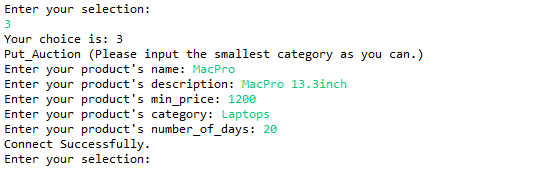 Enter your selection:
3
Your choice is: 3
Put_Auction (Please input the smallest category as you can.)
Enter your product's name: MacPro
Enter your product's description: MacPro 13.3inch
Enter your product's min_price: 1200
Enter your product's category: Laptops
Enter your product's number_of_days: 20
Connect Successfully.
Enter your selection: